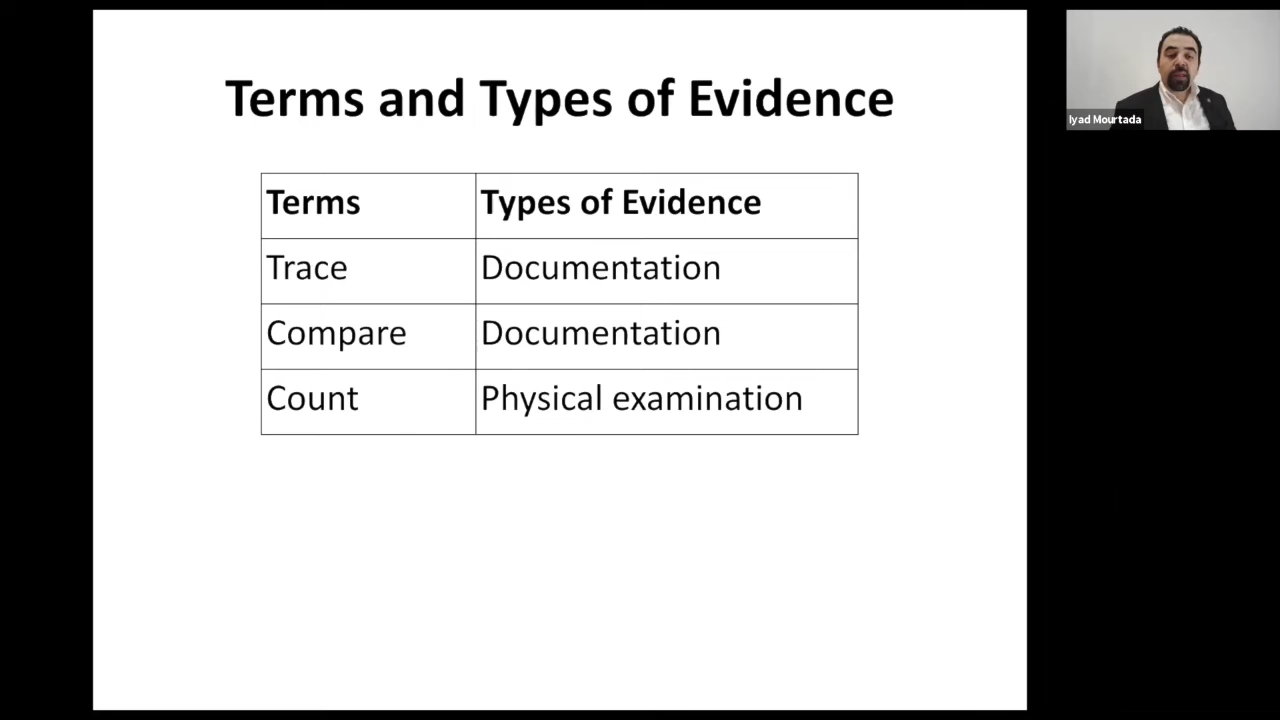 Terms and Types of Evidence
Terms Types of Evidence
Trace Documentation
Compare Documentation
Count Physical examination
Iyad Mourtada